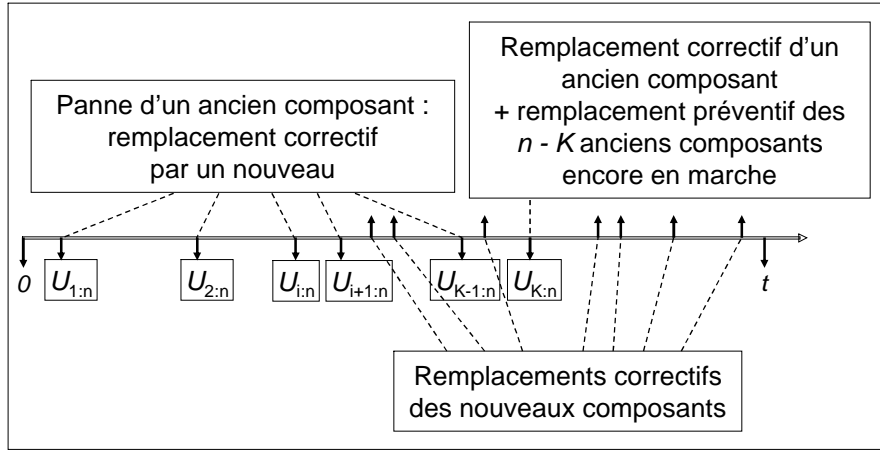 Panne d'un ancien composant :
remplacement correctif
par un nouveau
Remplacement correctif d'un
ancien composant
+ remplacement préventif des
n - K anciens composants
encore en marche
0 U1:n U2:n Ui:n Ui+1:n UK-1:n UK:n t
Remplacements correctifs
des nouveaux composants